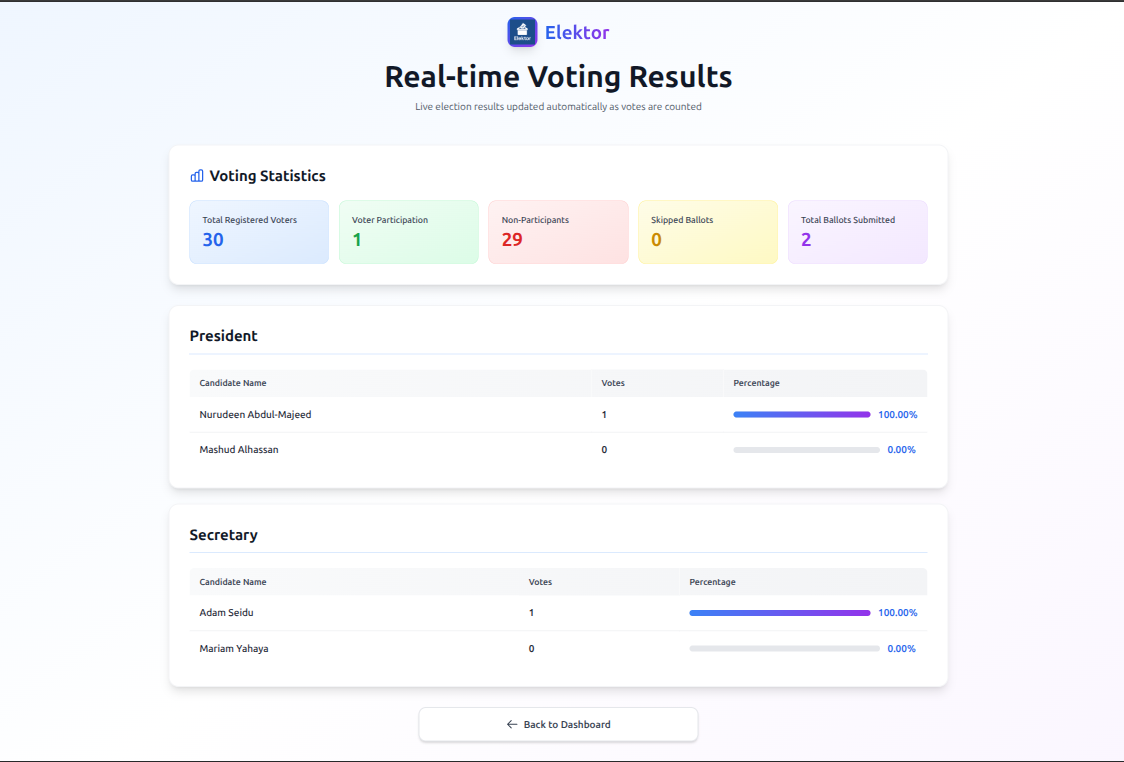 Elektor
Elektor
Real-time Voting Results
Live election results updated automatically as votes are counted
Voting Statistics
Total Registered Voters
30
Voter Participation
1
Non-Participants
29
Skipped Ballots
0
Total Ballots Submitted
2
President
Candidate Name Votes Percentage
Nurudeen Abdul-Majeed 1 100.00%
Mashud Alhassan 0 0.00%
Secretary
Candidate Name Votes Percentage
Adam Seidu 1 100.00%
Mariam Yahaya 0 0.00%
← Back to Dashboard